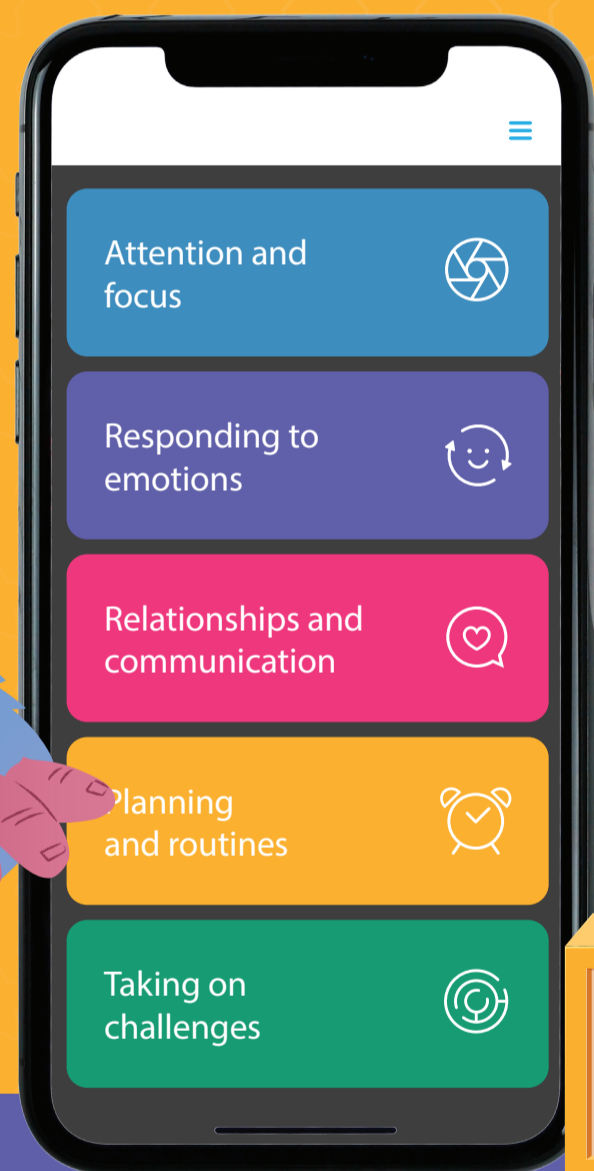 Attention and
focus
Responding to
emotions
Relationships and
communication
Planning
and routines
Taking on
challenges